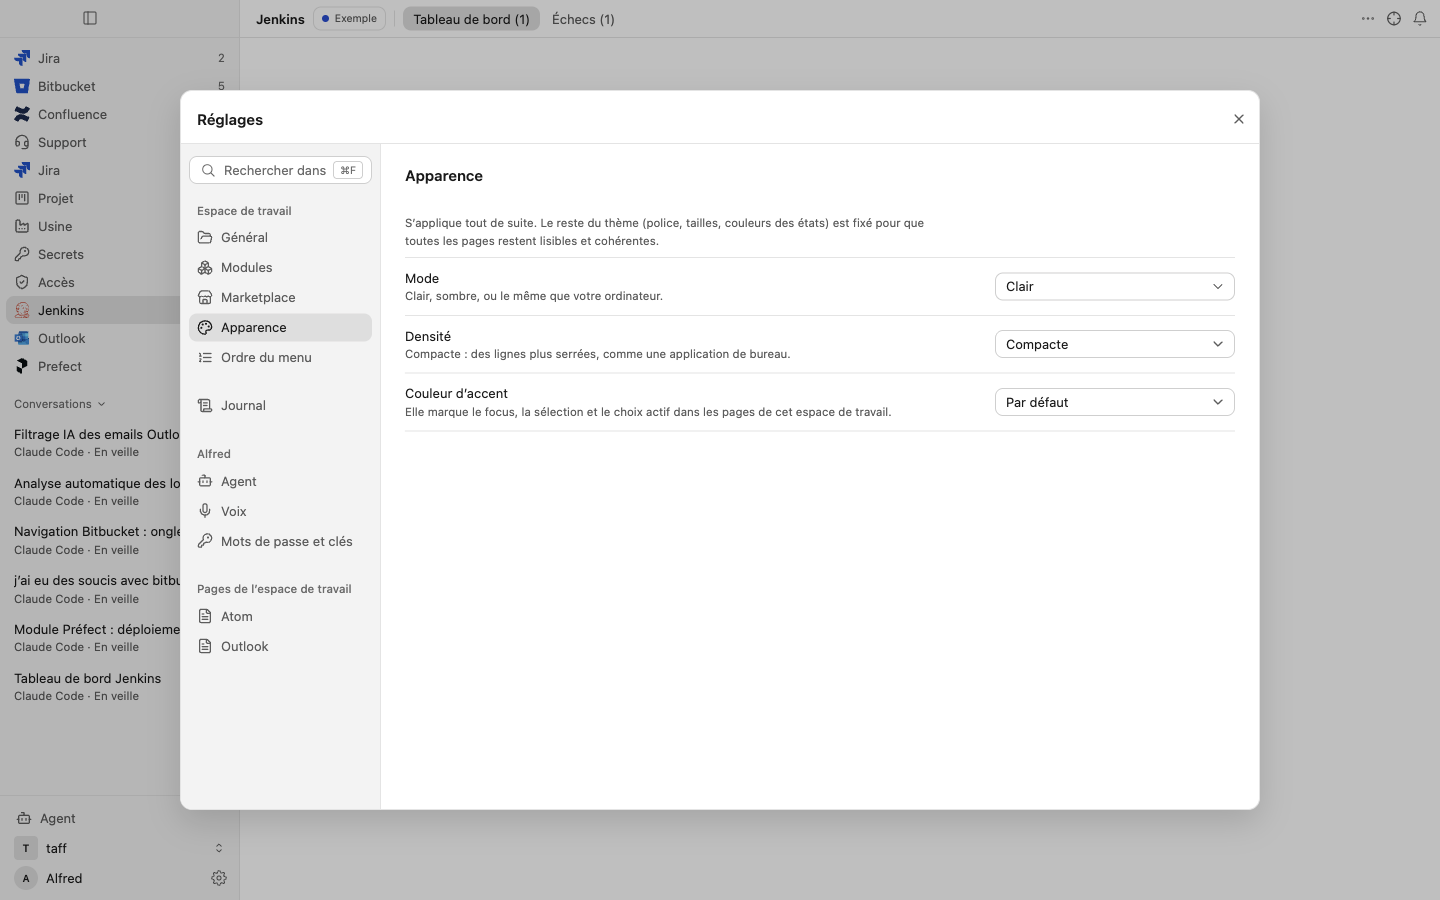 Jenkins
Exemple
Tableau de bord (1)
Échecs (1)
Jira
2
Bitbucket
5
Confluence
Support
Jira
Projet
Usine
Secrets
Accès
Jenkins
Outlook
Prefect
Conversations
Filtrage IA des emails Outlo
Claude Code · En veille
Analyse automatique des lo
Claude Code · En veille
Navigation Bitbucket : ongle
Claude Code · En veille
j’ai eu des soucis avec bitbu
Claude Code · En veille
Module Préfect : déploieme
Claude Code · En veille
Tableau de bord Jenkins
Claude Code · En veille
Agent
T
taff
A
Alfred
Réglages
Rechercher dans
⌘F
Espace de travail
Général
Modules
Marketplace
Apparence
Ordre du menu
Journal
Alfred
Agent
Voix
Mots de passe et clés
Pages de l’espace de travail
Atom
Outlook
Apparence
S’applique tout de suite. Le reste du thème (police, tailles, couleurs des états) est fixé pour que
toutes les pages restent lisibles et cohérentes.
Mode
Clair, sombre, ou le même que votre ordinateur.
Clair
Densité
Compacte : des lignes plus serrées, comme une application de bureau.
Compacte
Couleur d’accent
Elle marque le focus, la sélection et le choix actif dans les pages de cet espace de travail.
Par défaut